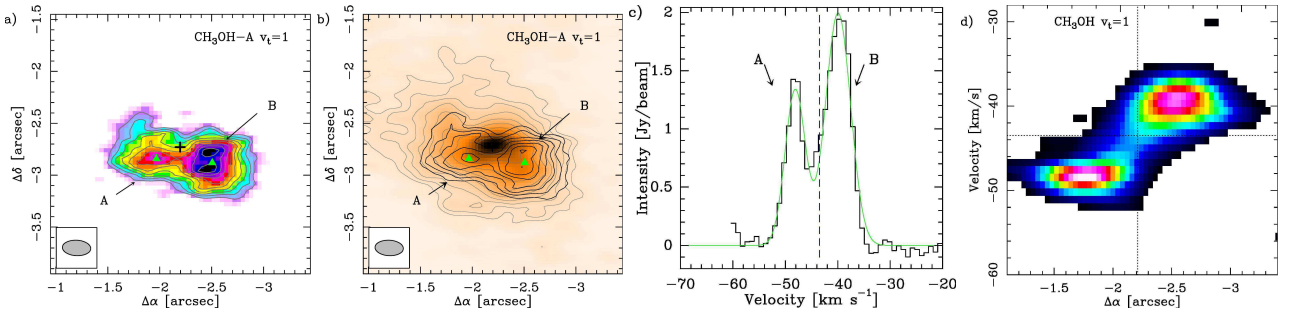 a)
CH₃OH−A vₜ=1
B
A
Δδ [arcsec]
−1.5
−2
−2.5
−3
−3.5
−1
−1.5
−2
−2.5
−3
Δα [arcsec]
b)
CH₃OH−A vₜ=1
B
A
Δδ [arcsec]
−1.5
−2
−2.5
−3
−3.5
−1
−1.5
−2
−2.5
−3
Δα [arcsec]
c)
A
B
Intensity [Jy/beam]
2
1.5
1
0.5
0
−70
−60
−50
−40
−30
−20
Velocity [km s⁻¹]
d)
CH₃OH vₜ=1
Velocity [km/s]
−30
−40
−50
−60
−1.5
−2
−2.5
−3
Δα [arcsec]